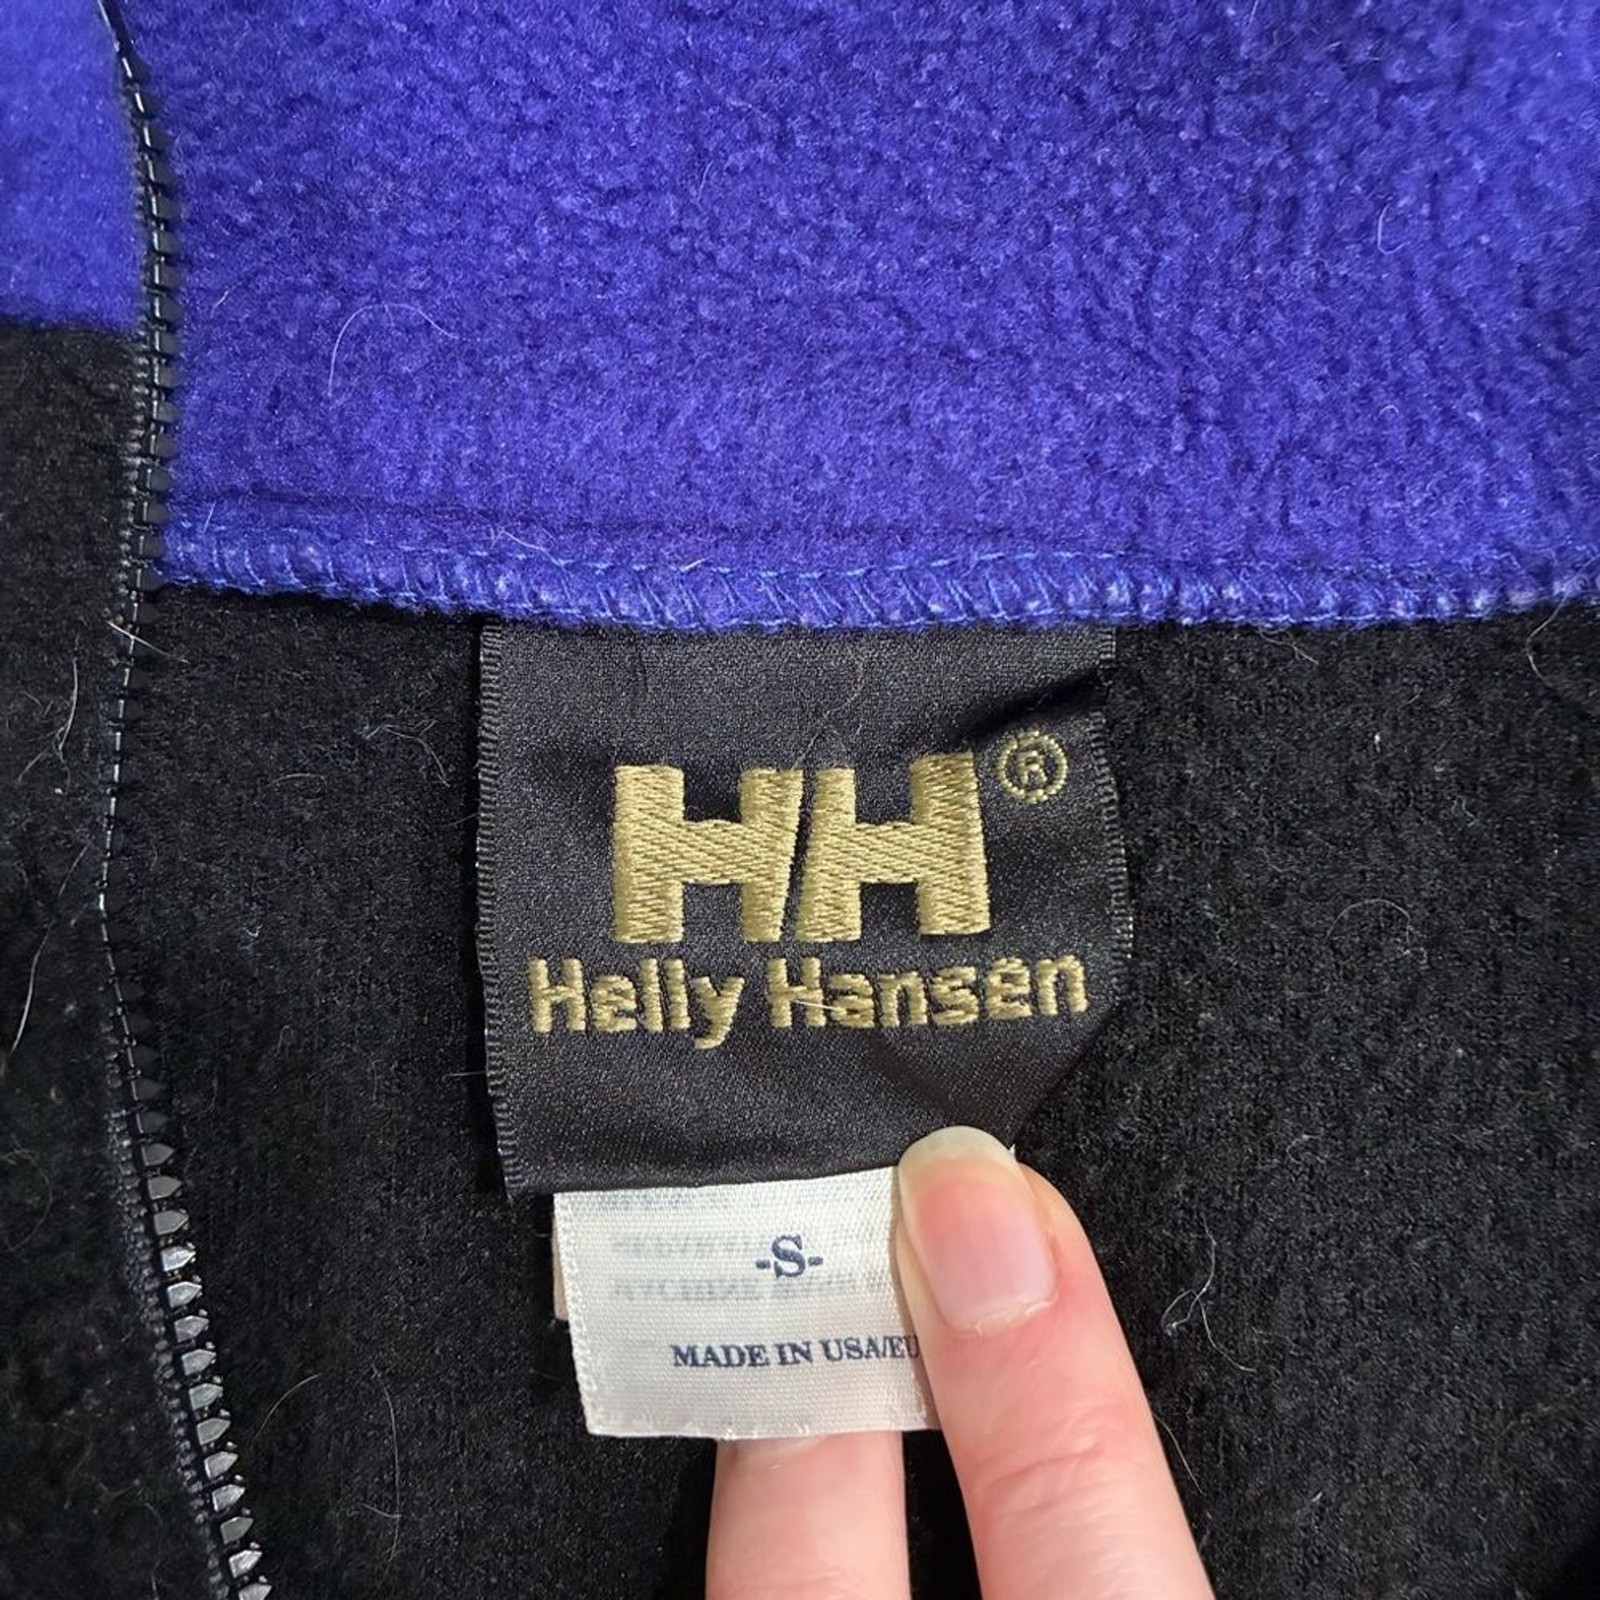 HH®
Helly Hansen
-S-
MADE IN USA/EU